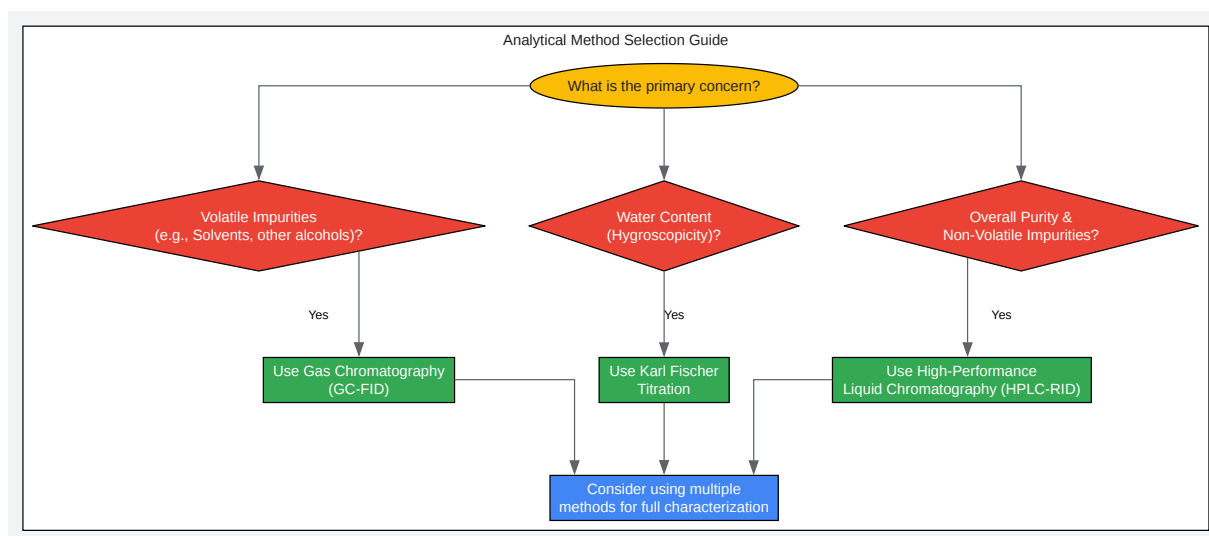 Analytical Method Selection Guide
What is the primary concern?
Volatile Impurities
(e.g., Solvents, other alcohols)?
Water Content
(Hygroscopicity)?
Overall Purity &
Non-Volatile Impurities?
Yes
Yes
Yes
Use Gas Chromatography
(GC-FID)
Use Karl Fischer
Titration
Use High-Performance
Liquid Chromatography (HPLC-RID)
Consider using multiple
methods for full characterization